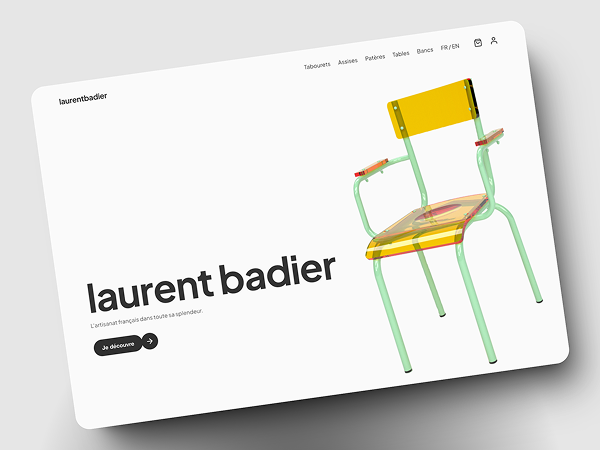 laurentbadier
Tabourets Assises Patères Tables Bancs FR/EN
laurent badier
L'artisanat français dans toute sa splendeur.
Je découvre